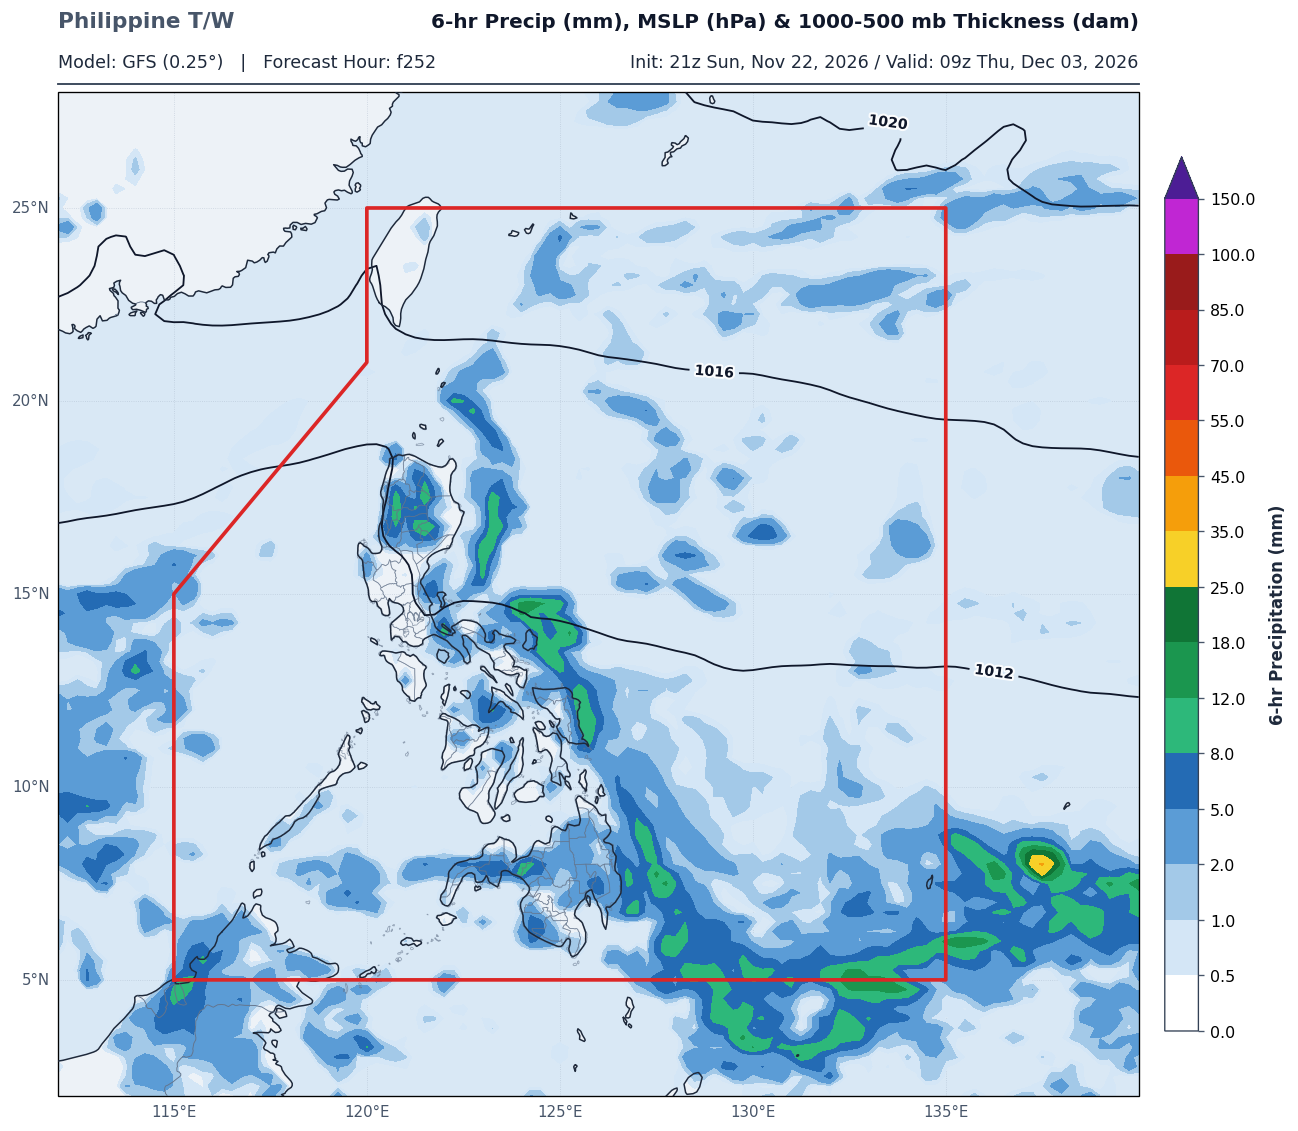 Philippine T/W
6-hr Precip (mm), MSLP (hPa) & 1000-500 mb Thickness (dam)
Model: GFS (0.25°) | Forecast Hour: f252
Init: 21z Sun, Nov 22, 2026 / Valid: 09z Thu, Dec 03, 2026
1020
1016
1012
25°N
20°N
15°N
10°N
5°N
115°E
120°E
125°E
130°E
135°E
150.0
100.0
85.0
70.0
55.0
45.0
35.0
25.0
18.0
12.0
8.0
5.0
2.0
1.0
0.5
0.0
6-hr Precipitation (mm)